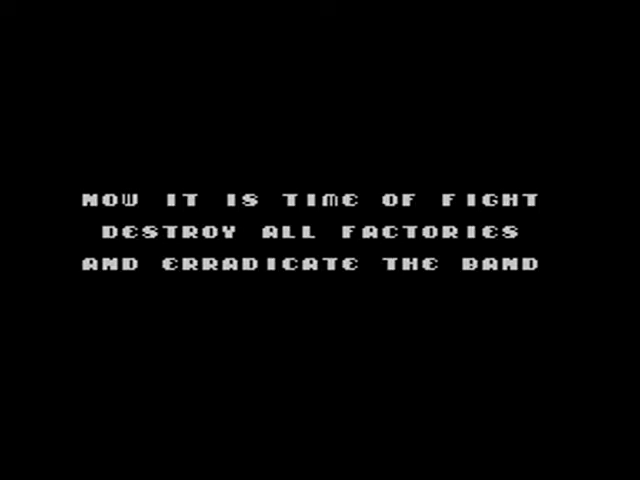 NOW IT IS TIME OF FIGHT
DESTROY ALL FACTORIES
AND ERRADICATE THE BAND